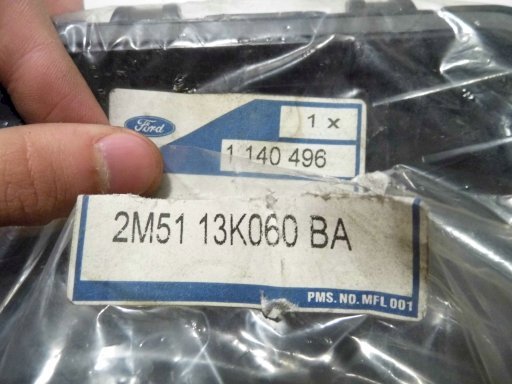 Ford
1 x
1 140 496
2M51 13K060 BA
PMS. NO. MFL 001